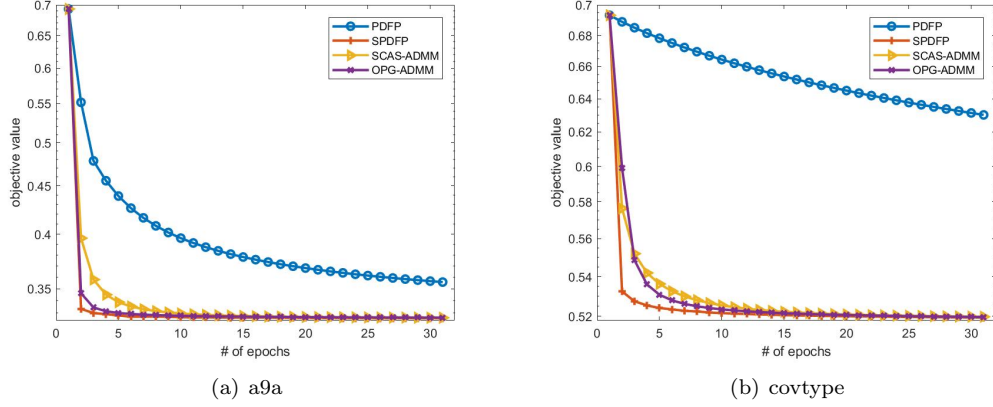 0.7
0.65
0.6
0.55
0.5
0.45
0.4
0.35
objective value
0 5 10 15 20 25 30
# of epochs
PDFP
SPDFP
SCAS-ADMM
OPG-ADMM
(a) a9a
0.7
0.68
0.66
0.64
0.62
0.6
0.58
0.56
0.54
0.52
objective value
0 5 10 15 20 25 30
# of epochs
PDFP
SPDFP
SCAS-ADMM
OPG-ADMM
(b) covtype